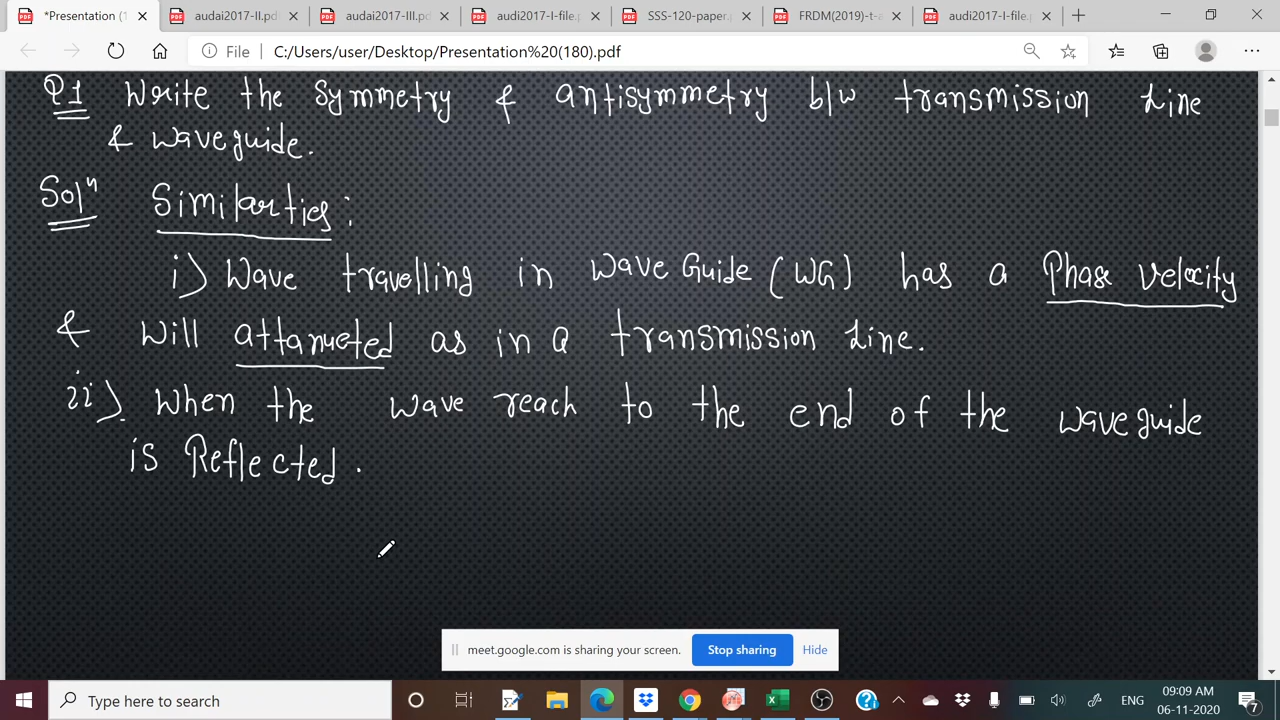 *Presentation (
audai2017-II.pd
audai2017-III.pd
audi2017-I-file.p
SSS-120-paper.
FRDM(2019)-t-a
audi2017-I-file.p
File C:/Users/user/Desktop/Presentation%20(180).pdf
Q1 Write the Symmetry & antisymmetry b/w transmission Line
& Waveguide.
Solⁿ Similarties:
i) Wave travelling in Wave Guide (WG) has a Phase Velocity
& Will attanueted as in a transmission Line.
ii). When the wave reach to the end of the waveguide
is Reflected.
meet.google.com is sharing your screen. Stop sharing Hide
Type here to search
ENG
09:09 AM
06-11-2020
7